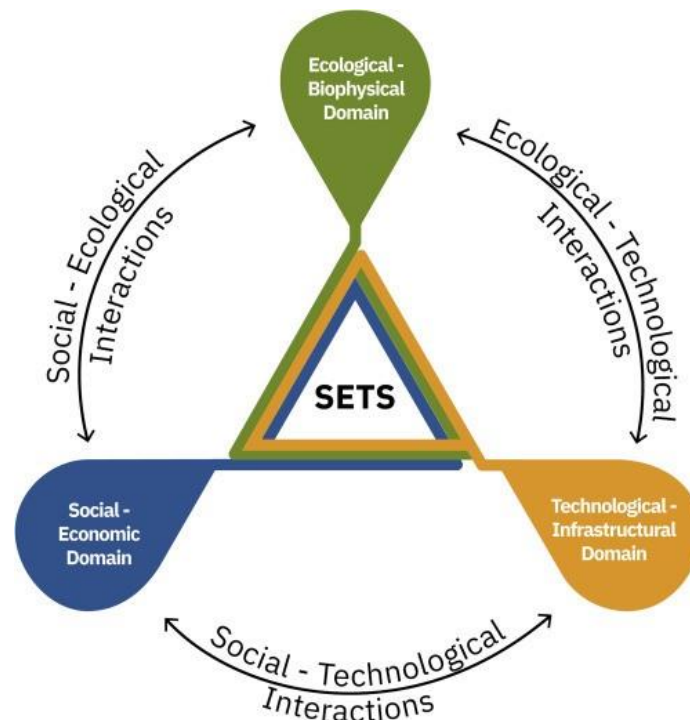 Ecological -
Biophysical
Domain
Social - Ecological
Interactions
Ecological - Technological
Interactions
SETS
Social -
Economic
Domain
Technological -
Infrastructural
Domain
Social - Technological
Interactions